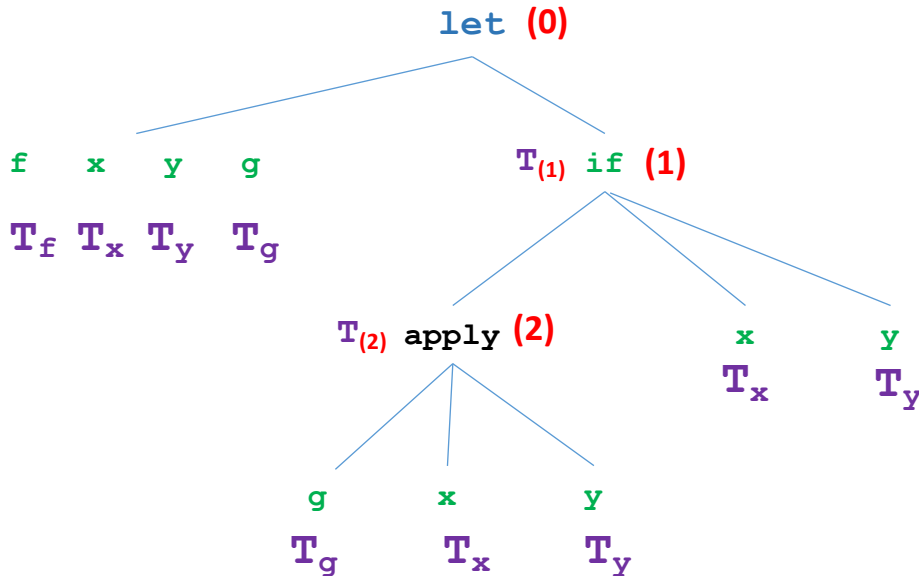 let (0)
f x y g T(1) if (1)
Tf Tx Ty Tg
T(2) apply (2) x y
Tx Ty
g x y
Tg Tx Ty